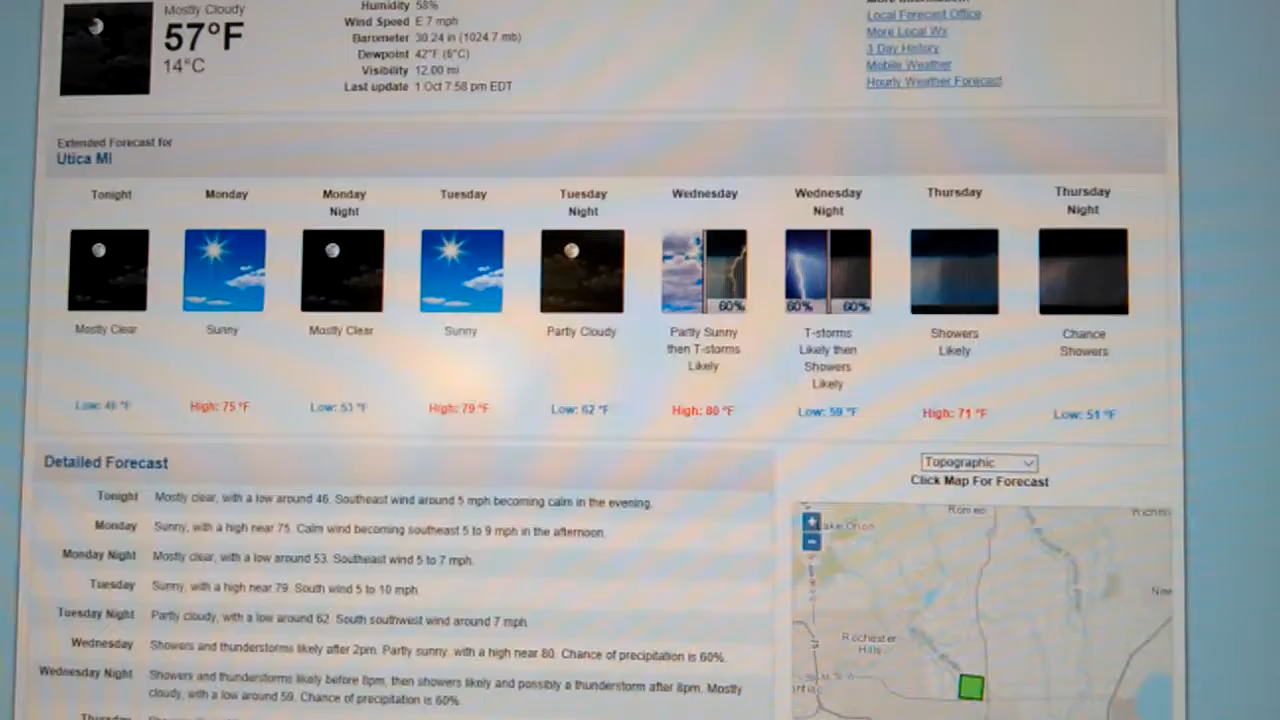 Mostly Cloudy
57°F
14°C
Humidity 58%
Wind Speed E 7 mph
Barometer 30.24 in (1024.7 mb)
Dewpoint 42°F (6°C)
Visibility 12.00 mi
Last update 1 Oct 7:58 pm EDT
Local Forecast Office
More Local Wx
3 Day History
Mobile Weather
Hourly Weather Forecast
Extended Forecast for
Utica MI
Tonight
Mostly Clear
Low: 46 °F
Monday
Sunny
High: 75 °F
Monday
Night
Mostly Clear
Low: 53 °F
Tuesday
Sunny
High: 79 °F
Tuesday
Night
Partly Cloudy
Low: 62 °F
Wednesday
60%
Partly Sunny
then T-storms
Likely
High: 80 °F
Wednesday
Night
60% 60%
T-storms
Likely then
Showers
Likely
Low: 59 °F
Thursday
Showers
Likely
High: 71 °F
Thursday
Night
Chance
Showers
Low: 51 °F
Detailed Forecast
Tonight Mostly clear, with a low around 46. Southeast wind around 5 mph becoming calm in the evening.
Monday Sunny, with a high near 75. Calm wind becoming southeast 5 to 9 mph in the afternoon.
Monday Night Mostly clear, with a low around 53. Southeast wind 5 to 7 mph.
Tuesday Sunny, with a high near 79. South wind 5 to 10 mph.
Tuesday Night Partly cloudy, with a low around 62. South southwest wind around 7 mph.
Wednesday Showers and thunderstorms likely after 2pm. Partly sunny, with a high near 80. Chance of precipitation is 60%.
Wednesday Night Showers and thunderstorms likely before 8pm, then showers likely and possibly a thunderstorm after 8pm. Mostly
cloudy, with a low around 59. Chance of precipitation is 60%.
Thursday
Topographic
Click Map For Forecast
+
-
ake Orion
Romeo
Rochester
Hills